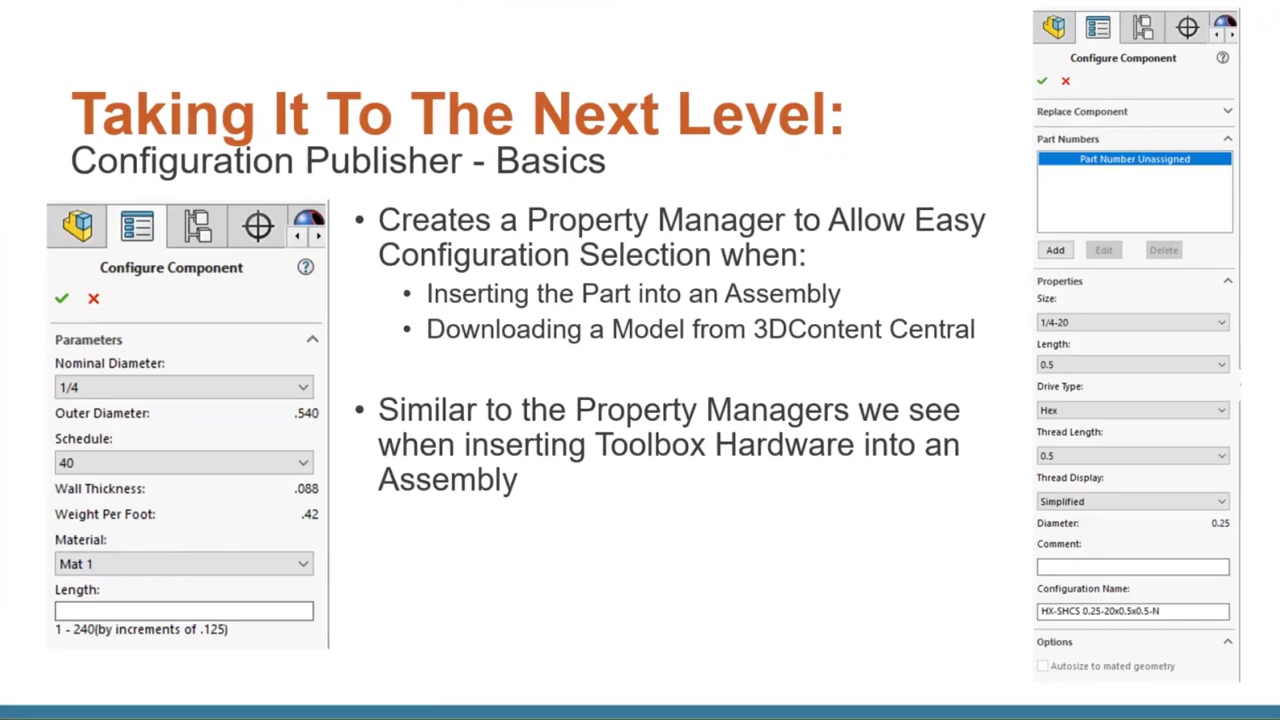 Taking It To The Next Level:
Configuration Publisher - Basics
Configure Component
Parameters
Nominal Diameter:
1/4
Outer Diameter: .540
Schedule:
40
Wall Thickness: .088
Weight Per Foot: .42
Material:
Mat 1
Length:
1 - 240(by increments of .125)
• Creates a Property Manager to Allow Easy
Configuration Selection when:
• Inserting the Part into an Assembly
• Downloading a Model from 3DContent Central
• Similar to the Property Managers we see
when inserting Toolbox Hardware into an
Assembly
Configure Component
Replace Component
Part Numbers
Part Number Unassigned
Add Edit Delete
Properties
Size:
1/4-20
Length:
0.5
Drive Type:
Hex
Thread Length:
0.5
Thread Display:
Simplified
Diameter: 0.25
Comment:
Configuration Name:
HX-SHCS 0.25-20x0.5x0.5-N
Options
Autosize to mated geometry